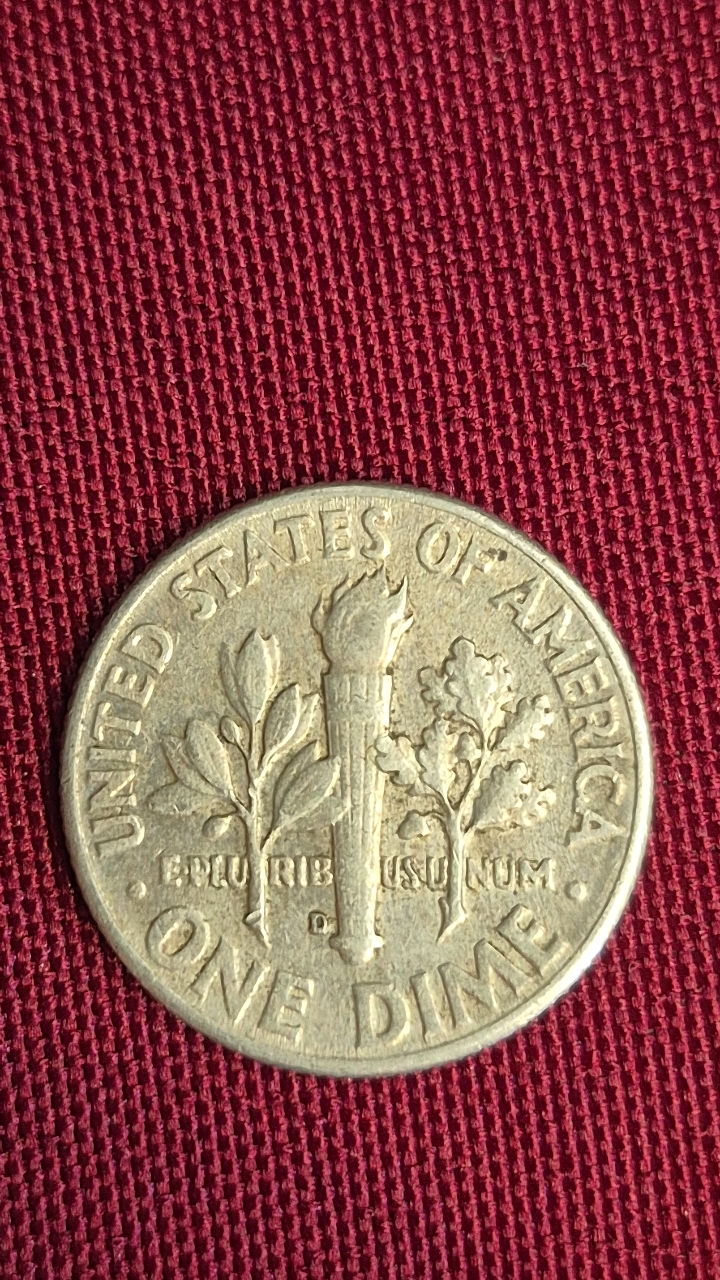 UNITED STATES OF AMERICA
E·PLURIBUS UNUM
D
· ONE DIME ·